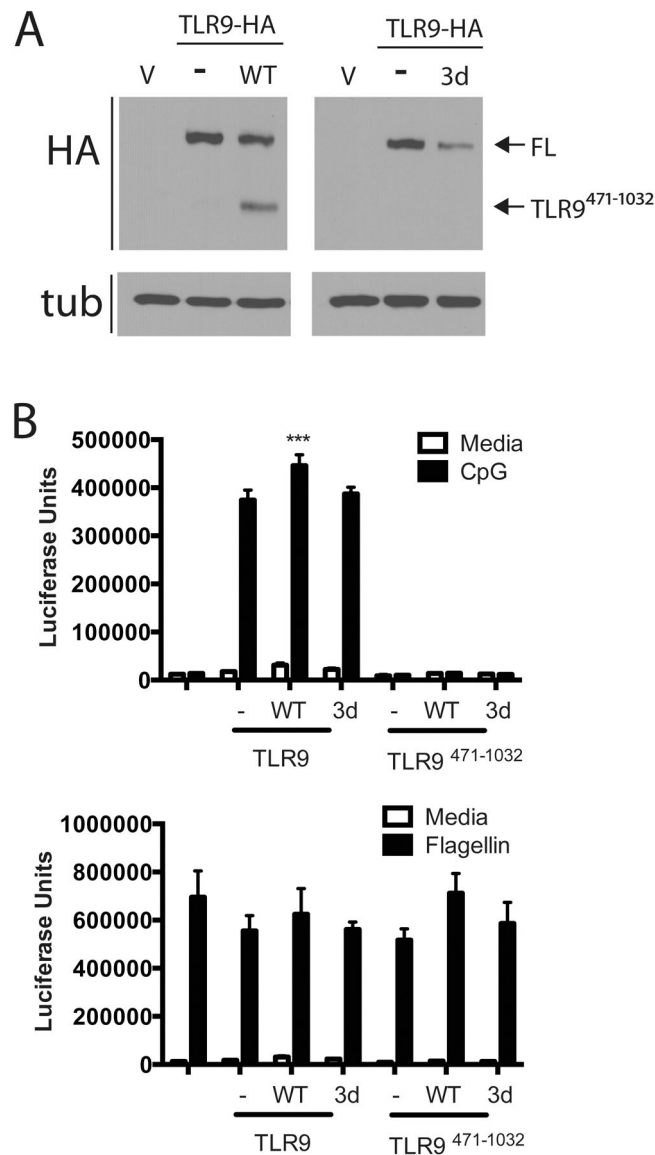 A
TLR9-HA TLR9-HA
V - WT V - 3d
HA
FL
TLR9471-1032
tub
B
500000
400000
300000
200000
100000
0
Luciferase Units
***
Media
CpG
- WT 3d - WT 3d
TLR9 TLR9 471-1032
1000000
800000
600000
400000
200000
0
Luciferase Units
Media
Flagellin
- WT 3d - WT 3d
TLR9 TLR9 471-1032